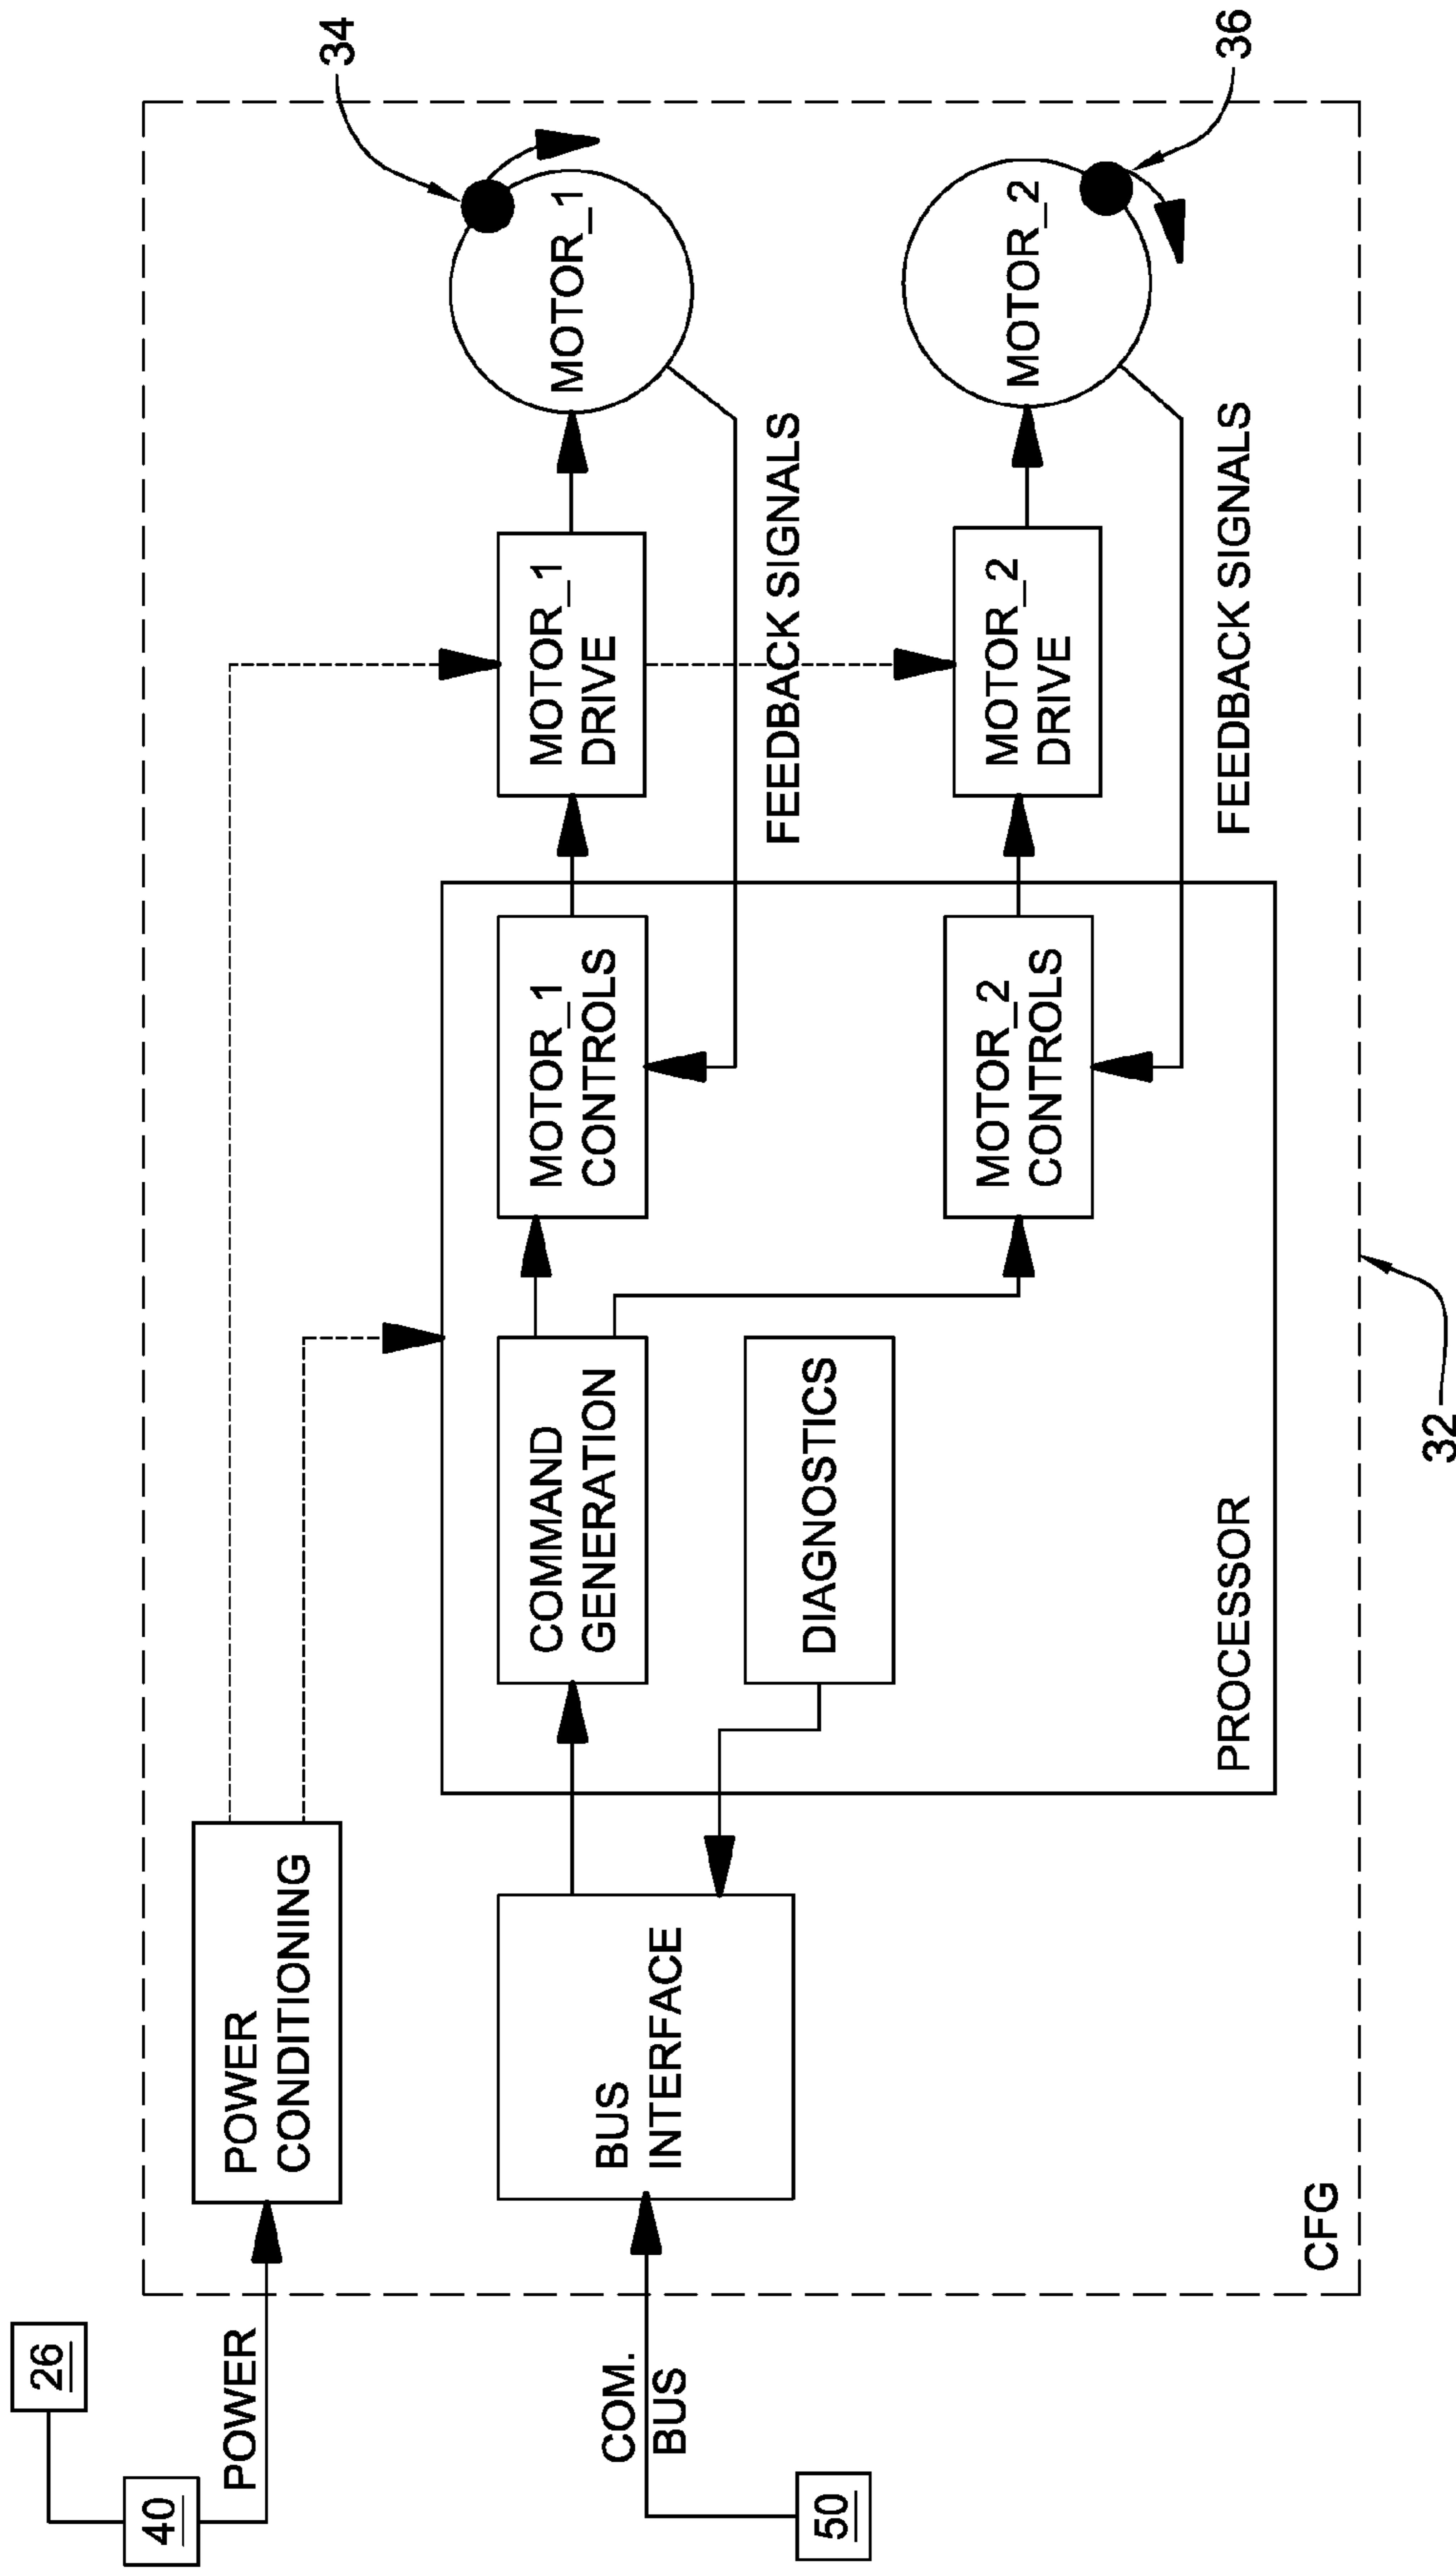 26
40
POWER
POWER
CONDITIONING
COM.
BUS
50
BUS
INTERFACE
COMMAND
GENERATION
DIAGNOSTICS
PROCESSOR
MOTOR_1
CONTROLS
MOTOR_2
CONTROLS
MOTOR_1
DRIVE
MOTOR_2
DRIVE
FEEDBACK SIGNALS
FEEDBACK SIGNALS
MOTOR_1
MOTOR_2
34
36
CFG
32